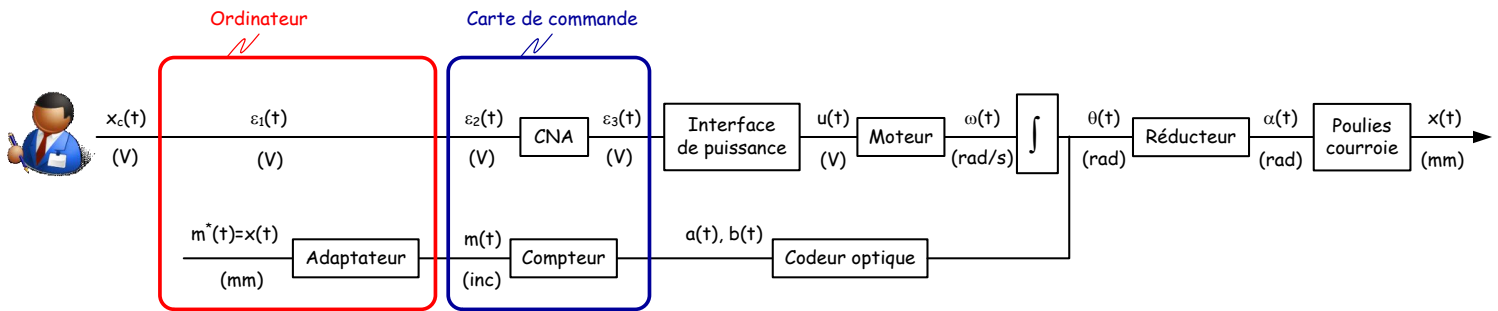 Ordinateur
Carte de commande
xc(t)
(V)
ε1(t)
(V)
ε2(t)
(V)
CNA
ε3(t)
(V)
Interface
de puissance
u(t)
(V)
Moteur
ω(t)
(rad/s)
∫
θ(t)
(rad)
Réducteur
α(t)
(rad)
Poulies
courroie
x(t)
(mm)
m*(t)=x(t)
(mm)
Adaptateur
m(t)
(inc)
Compteur
a(t), b(t)
Codeur optique